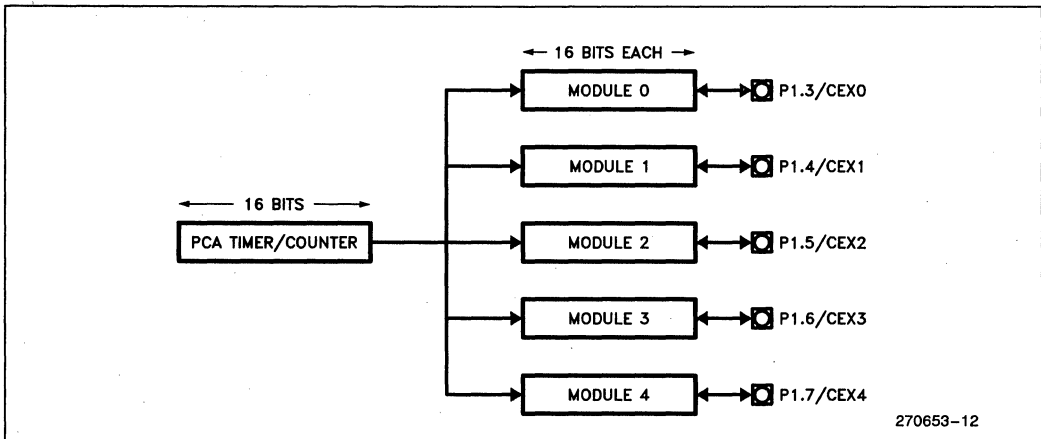 16 BITS EACH
MODULE 0
P1.3/CEX0
MODULE 1
P1.4/CEX1
16 BITS
PCA TIMER/COUNTER
MODULE 2
P1.5/CEX2
MODULE 3
P1.6/CEX3
MODULE 4
P1.7/CEX4
270653-12